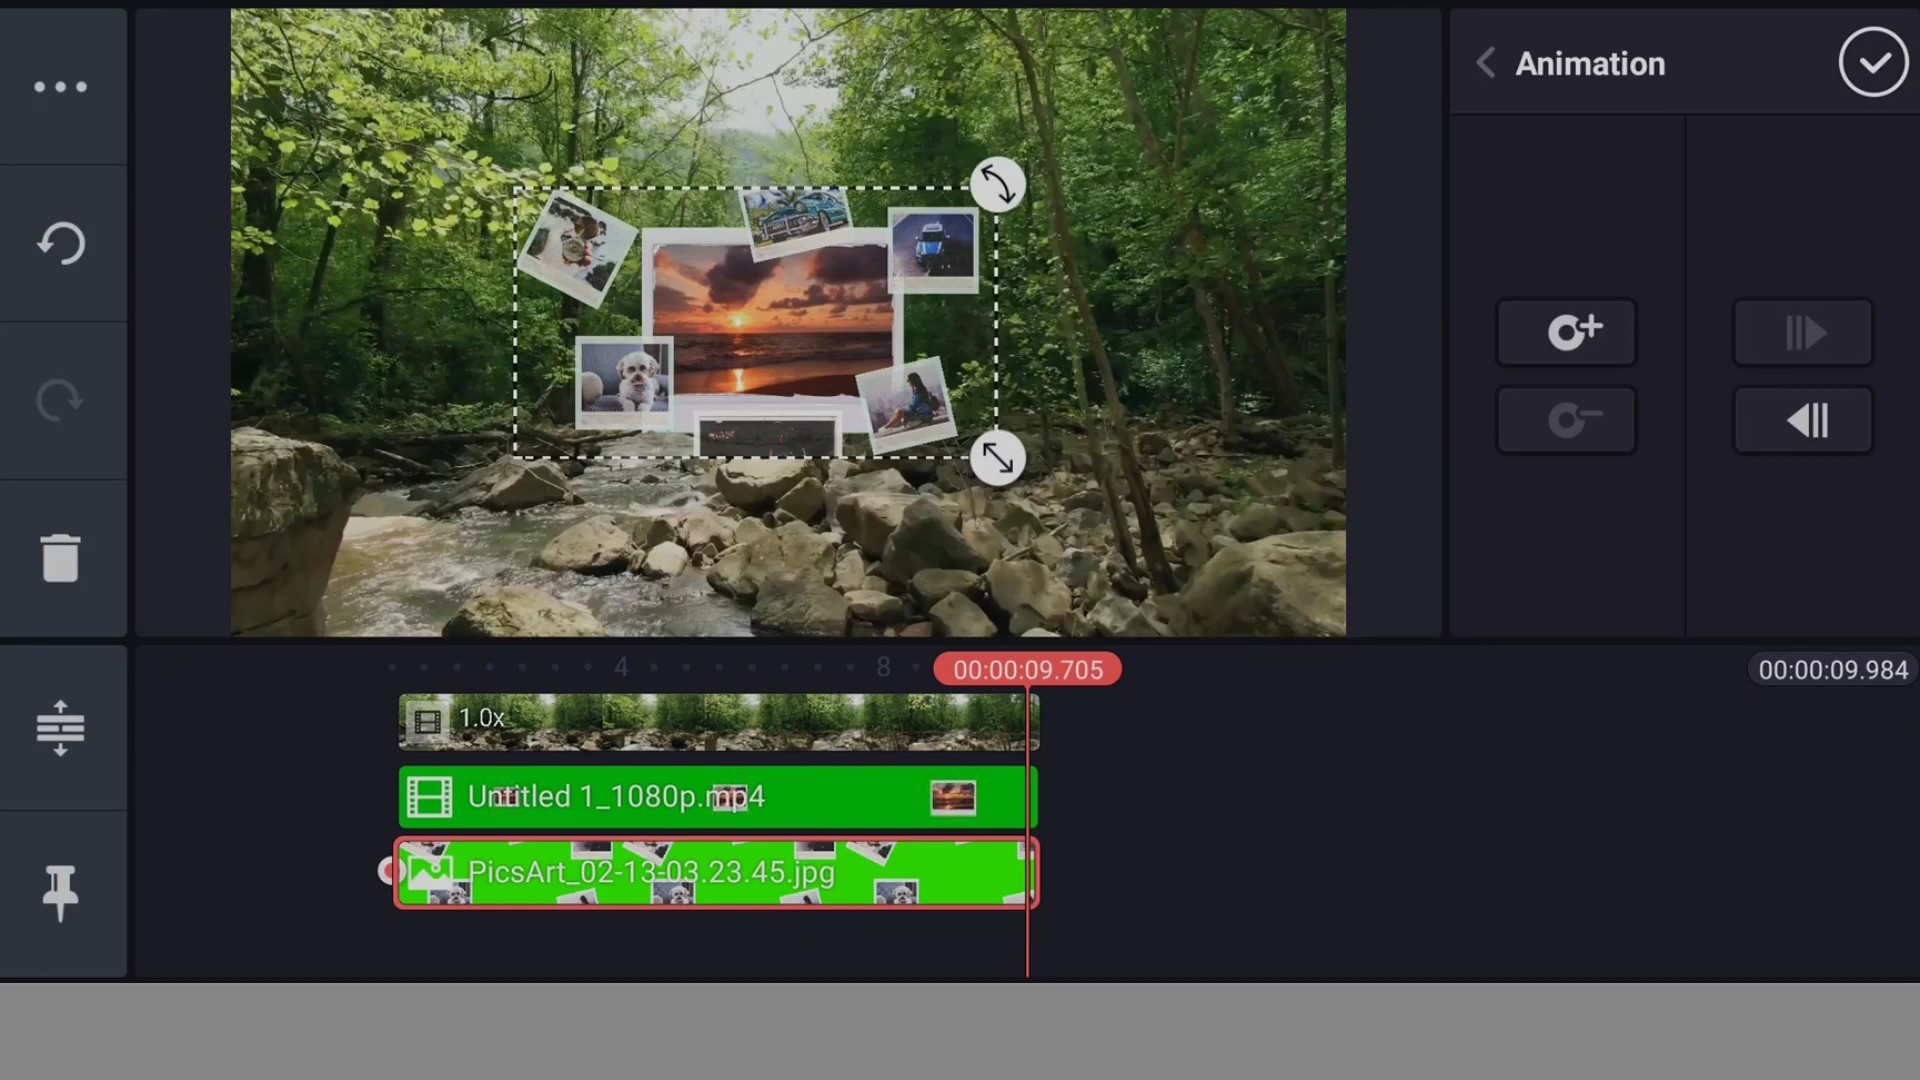 Animation
4
8
00:00:09.705
00:00:09.984
1.0x
Untitled 1_1080p.mp4
PicsArt_02-13-03.23.45.jpg